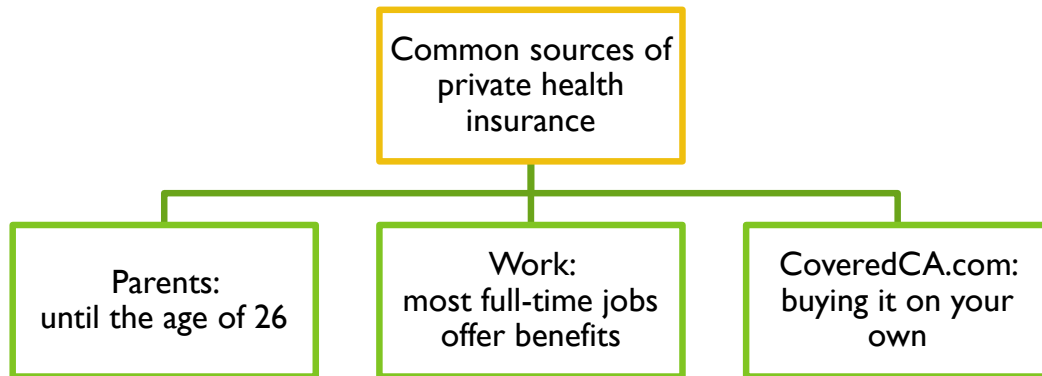 Common sources of
private health
insurance
Parents:
until the age of 26
Work:
most full-time jobs
offer benefits
CoveredCA.com:
buying it on your
own